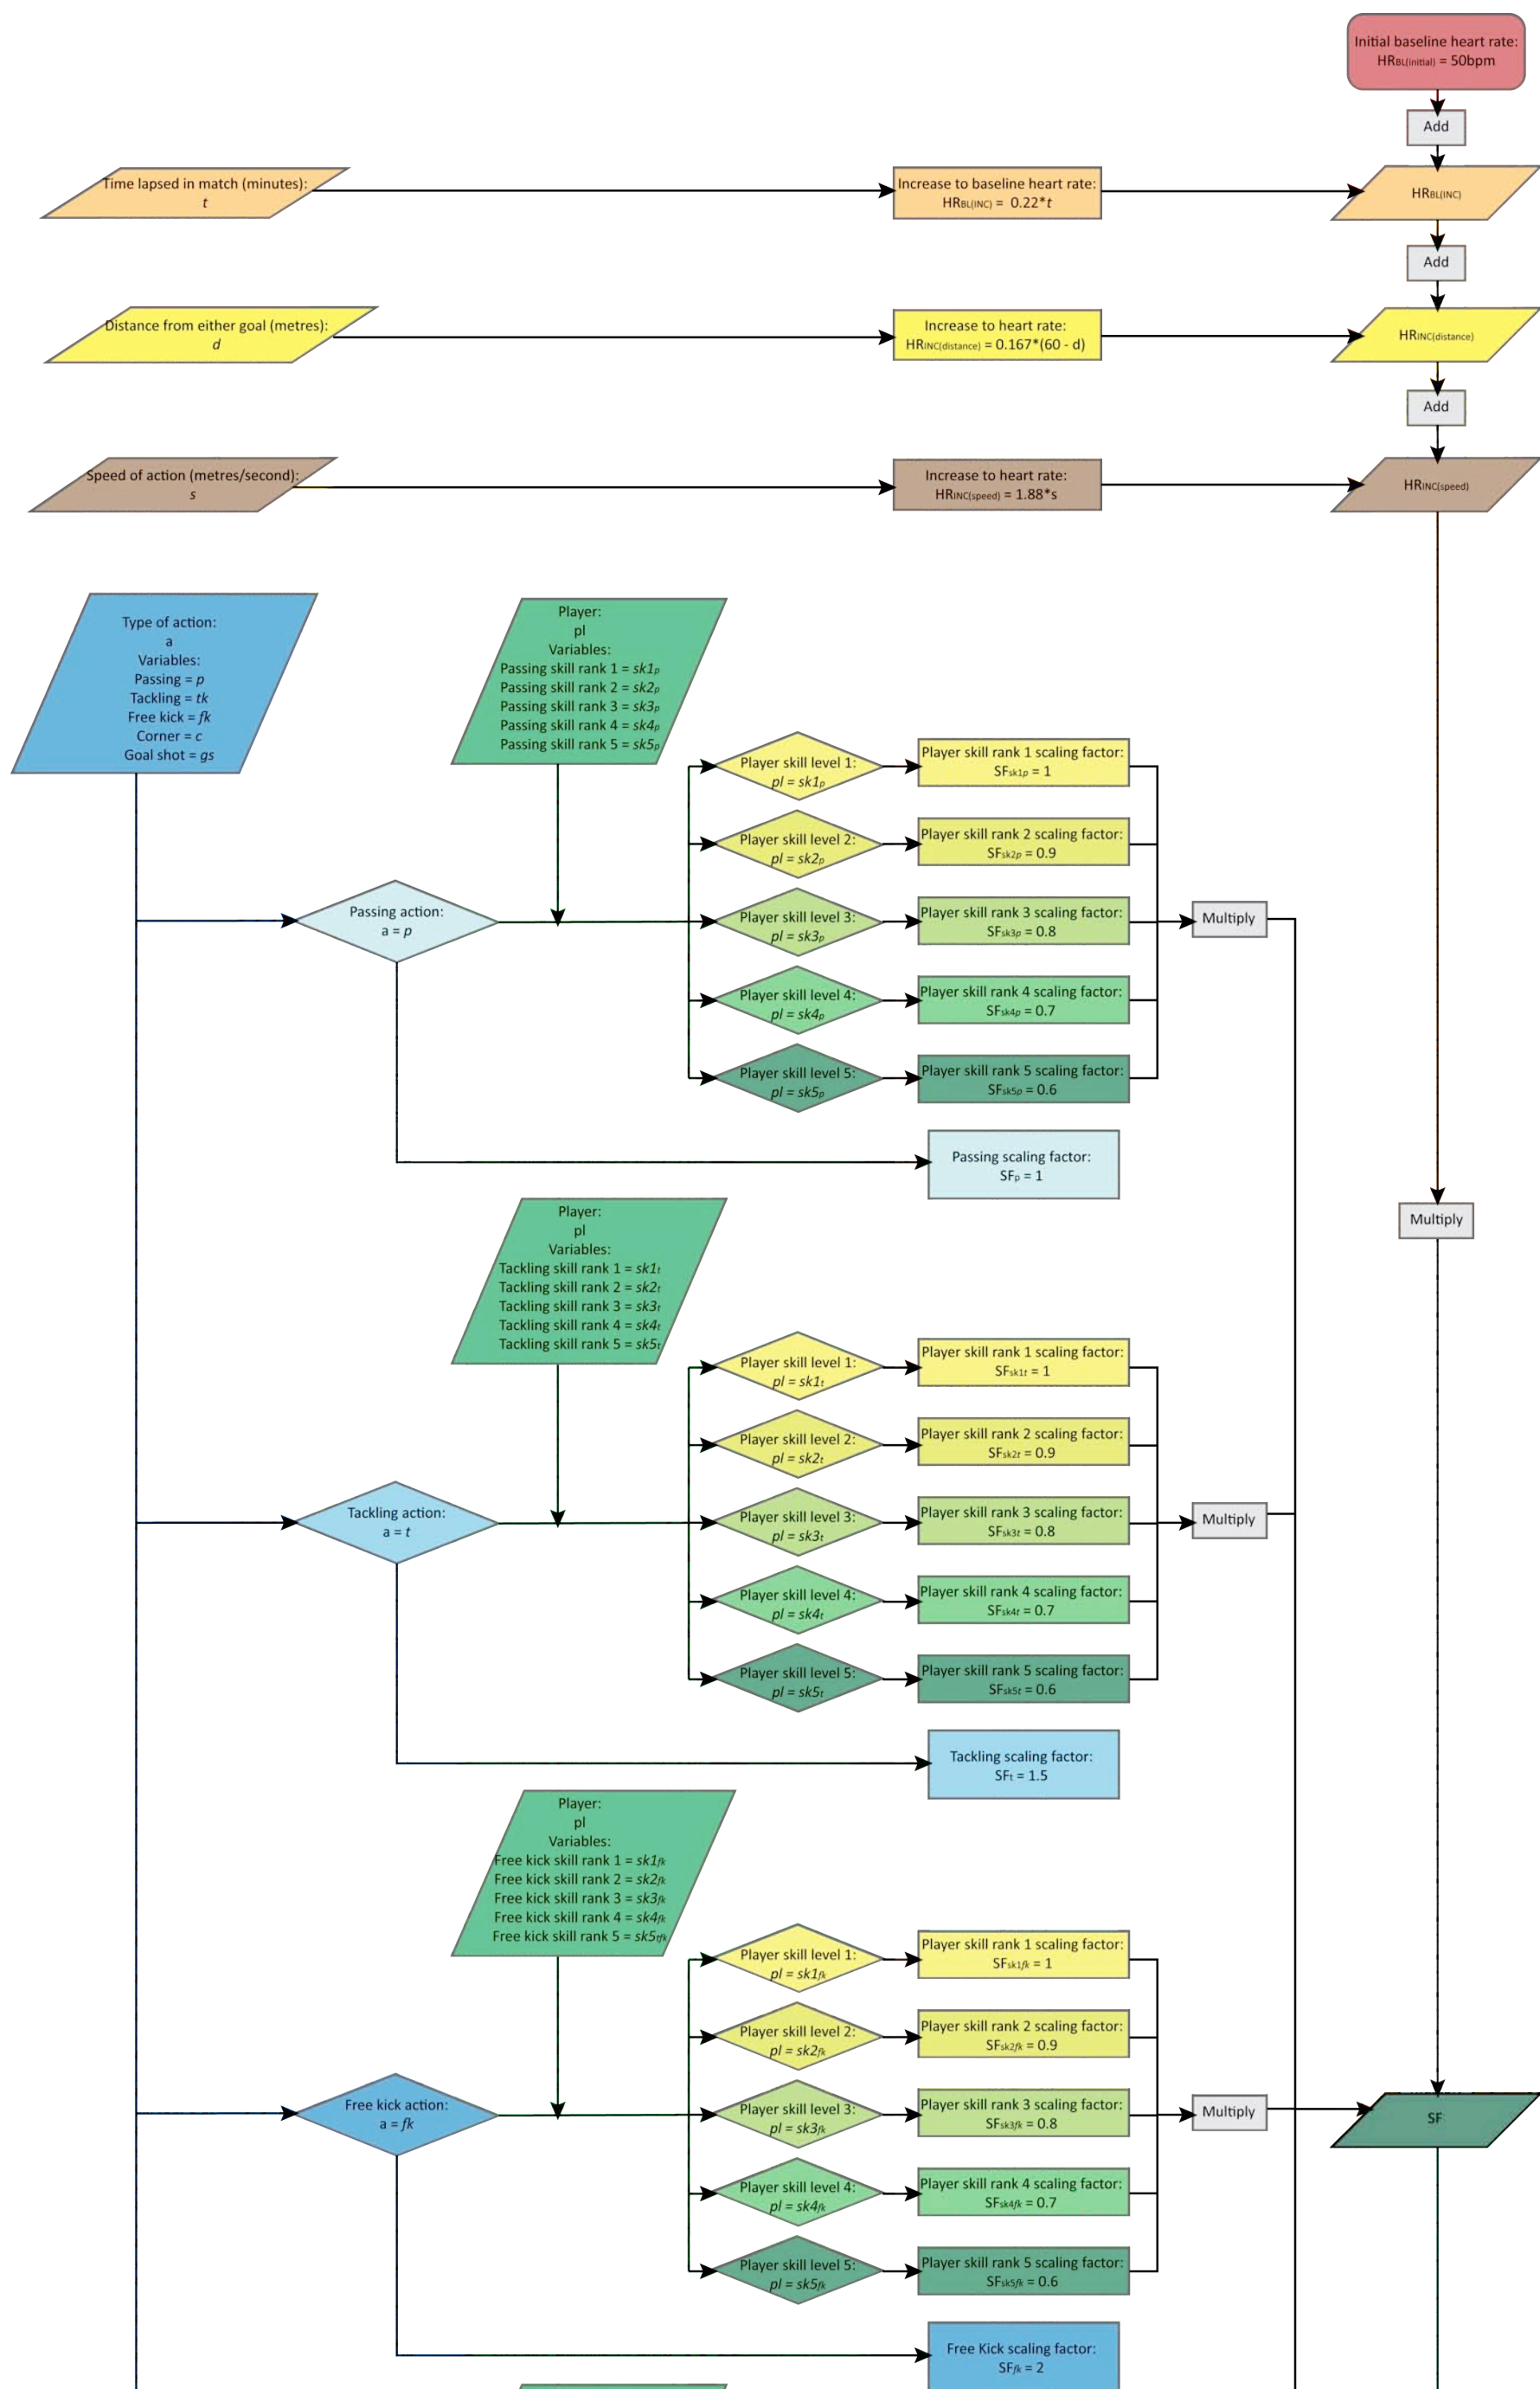 Initial baseline heart rate:
HRBL(initial) = 50bpm
Add
Time lapsed in match (minutes):
t
Increase to baseline heart rate:
HRBL(INC) = 0.22*t
HRBL(INC)
Add
Distance from either goal (metres):
d
Increase to heart rate:
HRINC(distance) = 0.167*(60 - d)
HRINC(distance)
Add
Speed of action (metres/second):
s
Increase to heart rate:
HRINC(speed) = 1.88*s
HRINC(speed)
Type of action:
a
Variables:
Passing = p
Tackling = tk
Free kick = fk
Corner = c
Goal shot = gs
Player:
pl
Variables:
Passing skill rank 1 = sk1p
Passing skill rank 2 = sk2p
Passing skill rank 3 = sk3p
Passing skill rank 4 = sk4p
Passing skill rank 5 = sk5p
Player skill level 1:
pl = sk1p
Player skill rank 1 scaling factor:
SFsk1p = 1
Player skill level 2:
pl = sk2p
Player skill rank 2 scaling factor:
SFsk2p = 0.9
Passing action:
a = p
Player skill level 3:
pl = sk3p
Player skill rank 3 scaling factor:
SFsk3p = 0.8
Multiply
Player skill level 4:
pl = sk4p
Player skill rank 4 scaling factor:
SFsk4p = 0.7
Player skill level 5:
pl = sk5p
Player skill rank 5 scaling factor:
SFsk5p = 0.6
Passing scaling factor:
SFp = 1
Multiply
Player:
pl
Variables:
Tackling skill rank 1 = sk1t
Tackling skill rank 2 = sk2t
Tackling skill rank 3 = sk3t
Tackling skill rank 4 = sk4t
Tackling skill rank 5 = sk5t
Player skill level 1:
pl = sk1t
Player skill rank 1 scaling factor:
SFsk1t = 1
Player skill level 2:
pl = sk2t
Player skill rank 2 scaling factor:
SFsk2t = 0.9
Tackling action:
a = t
Player skill level 3:
pl = sk3t
Player skill rank 3 scaling factor:
SFsk3t = 0.8
Multiply
Player skill level 4:
pl = sk4t
Player skill rank 4 scaling factor:
SFsk4t = 0.7
Player skill level 5:
pl = sk5t
Player skill rank 5 scaling factor:
SFsk5t = 0.6
Tackling scaling factor:
SFt = 1.5
Player:
pl
Variables:
Free kick skill rank 1 = sk1fk
Free kick skill rank 2 = sk2fk
Free kick skill rank 3 = sk3fk
Free kick skill rank 4 = sk4fk
Free kick skill rank 5 = sk5tfk
Player skill level 1:
pl = sk1fk
Player skill rank 1 scaling factor:
SFsk1fk = 1
Player skill level 2:
pl = sk2fk
Player skill rank 2 scaling factor:
SFsk2fk = 0.9
Free kick action:
a = fk
Player skill level 3:
pl = sk3fk
Player skill rank 3 scaling factor:
SFsk3fk = 0.8
Multiply
SF
Player skill level 4:
pl = sk4fk
Player skill rank 4 scaling factor:
SFsk4fk = 0.7
Player skill level 5:
pl = sk5fk
Player skill rank 5 scaling factor:
SFsk5fk = 0.6
Free Kick scaling factor:
SFfk = 2